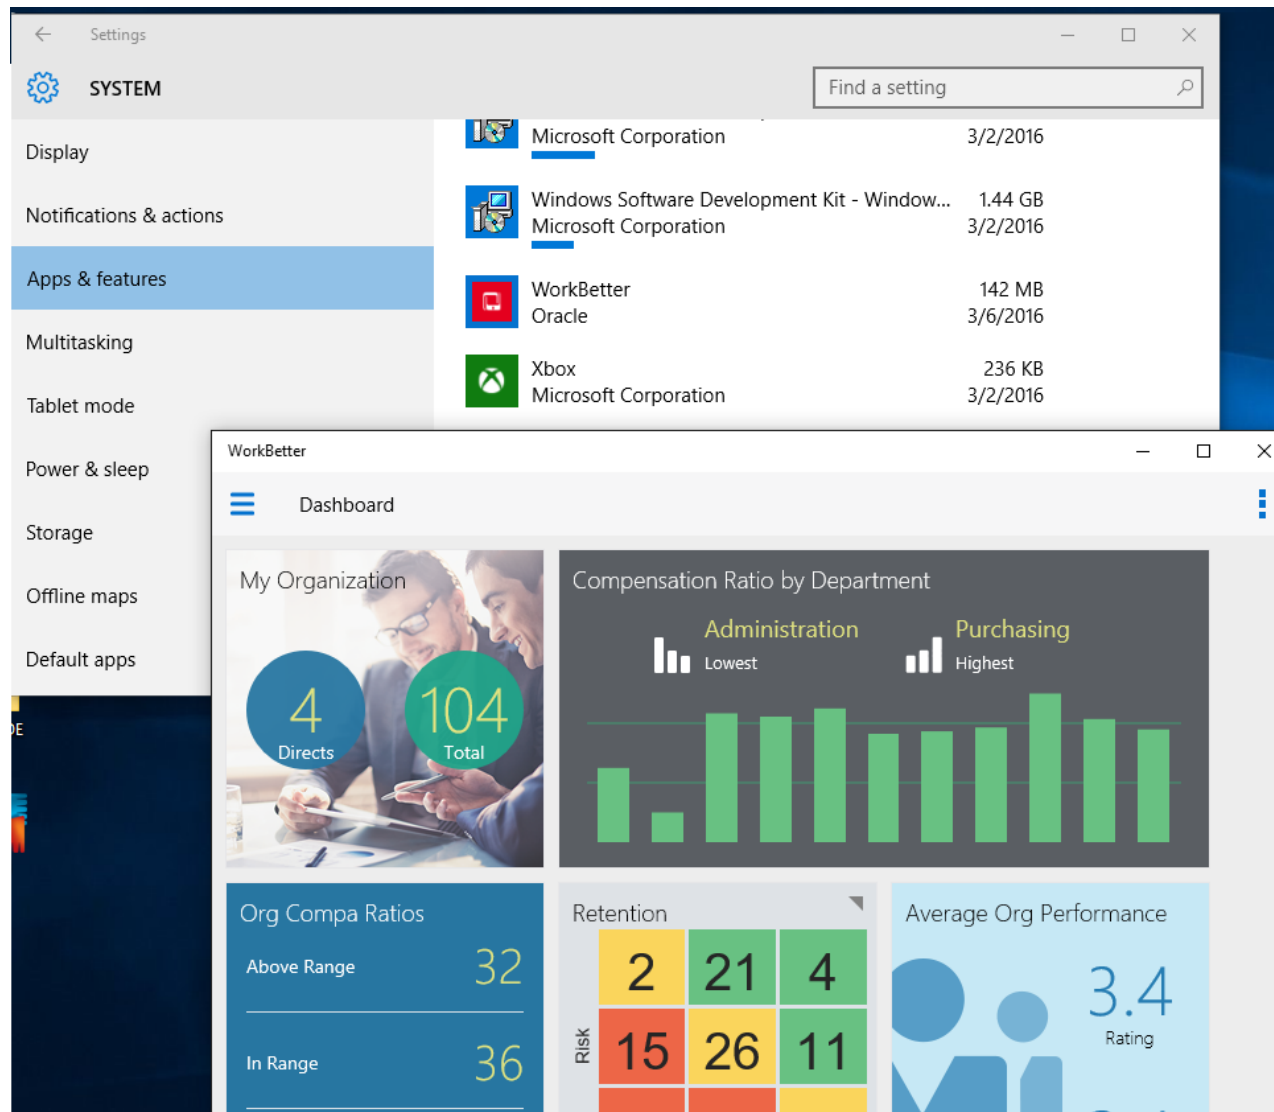 Settings
SYSTEM
Find a setting
Display
Notifications & actions
Apps & features
Multitasking
Tablet mode
Power & sleep
Storage
Offline maps
Default apps
Microsoft Corporation 3/2/2016
Windows Software Development Kit - Window... 1.44 GB
Microsoft Corporation 3/2/2016
WorkBetter 142 MB
Oracle 3/6/2016
Xbox 236 KB
Microsoft Corporation 3/2/2016
DE
WorkBetter
Dashboard
My Organization
4
Directs
104
Total
Compensation Ratio by Department
Administration
Lowest
Purchasing
Highest
Org Compa Ratios
Above Range 32
In Range 36
Retention
Risk
2 21 4
15 26 11
Average Org Performance
3.4
Rating